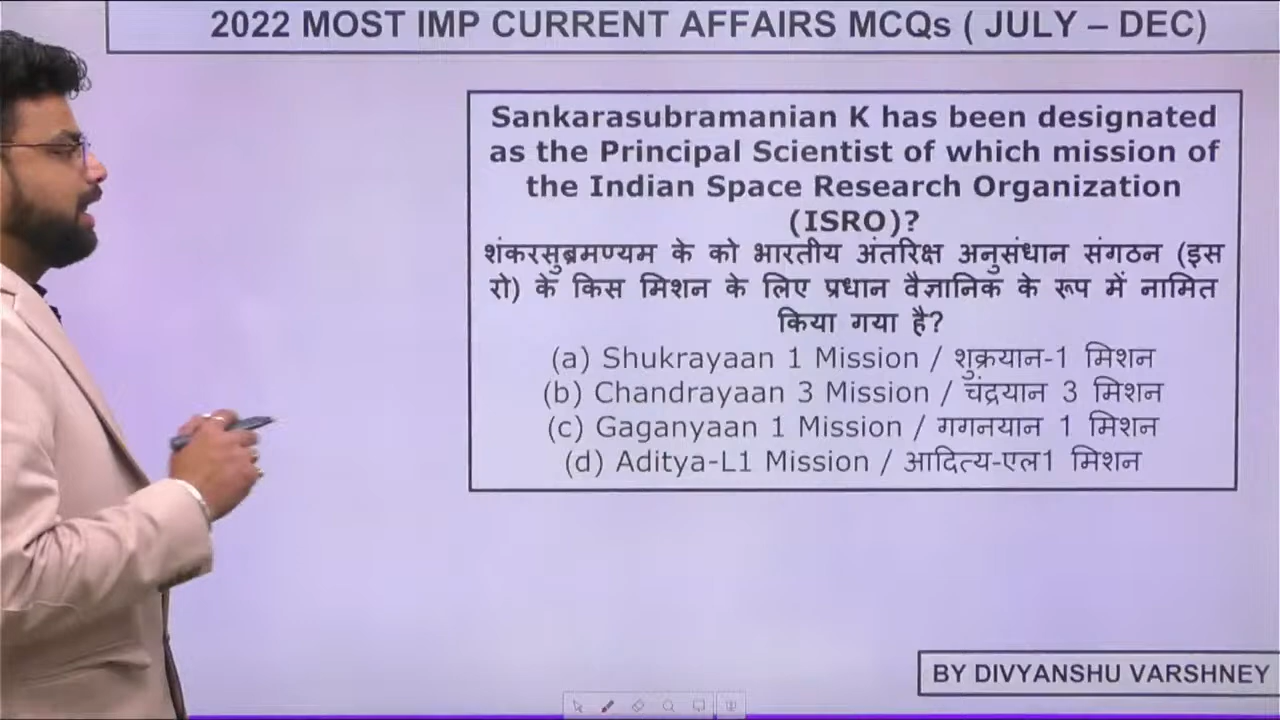 2022 MOST IMP CURRENT AFFAIRS MCQs ( JULY – DEC)
Sankarasubramanian K has been designated
as the Principal Scientist of which mission of
the Indian Space Research Organization
(ISRO)?
शंकरसुब्रमण्यम के को भारतीय अंतरिक्ष अनुसंधान संगठन (इस
रो) के किस मिशन के लिए प्रधान वैज्ञानिक के रूप में नामित
किया गया है?
(a) Shukrayaan 1 Mission / शुक्रयान-1 मिशन
(b) Chandrayaan 3 Mission / चंद्रयान 3 मिशन
(c) Gaganyaan 1 Mission / गगनयान 1 मिशन
(d) Aditya-L1 Mission / आदित्य-एल1 मिशन
BY DIVYANSHU VARSHNEY